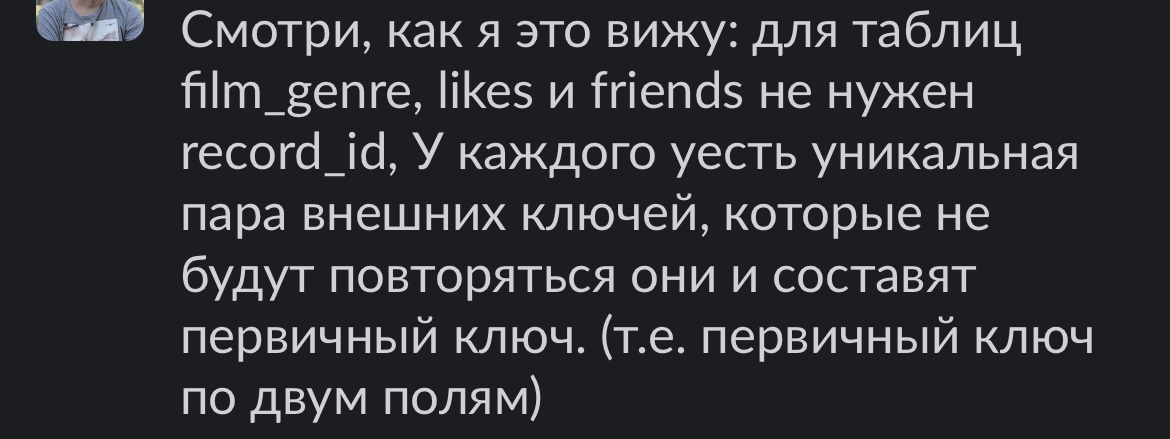 Смотри, как я это вижу: для таблиц
film_genre, likes и friends не нужен
record_id, У каждого уесть уникальная
пара внешних ключей, которые не
будут повторяться они и составят
первичный ключ. (т.е. первичный ключ
по двум полям)